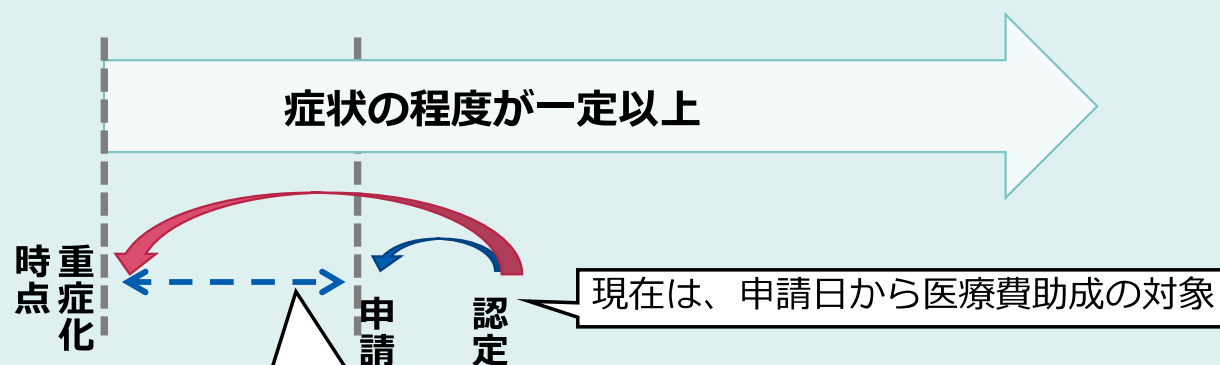 症状の程度が一定以上
重症化
時点
申請
認定
現在は、申請日から医療費助成の対象